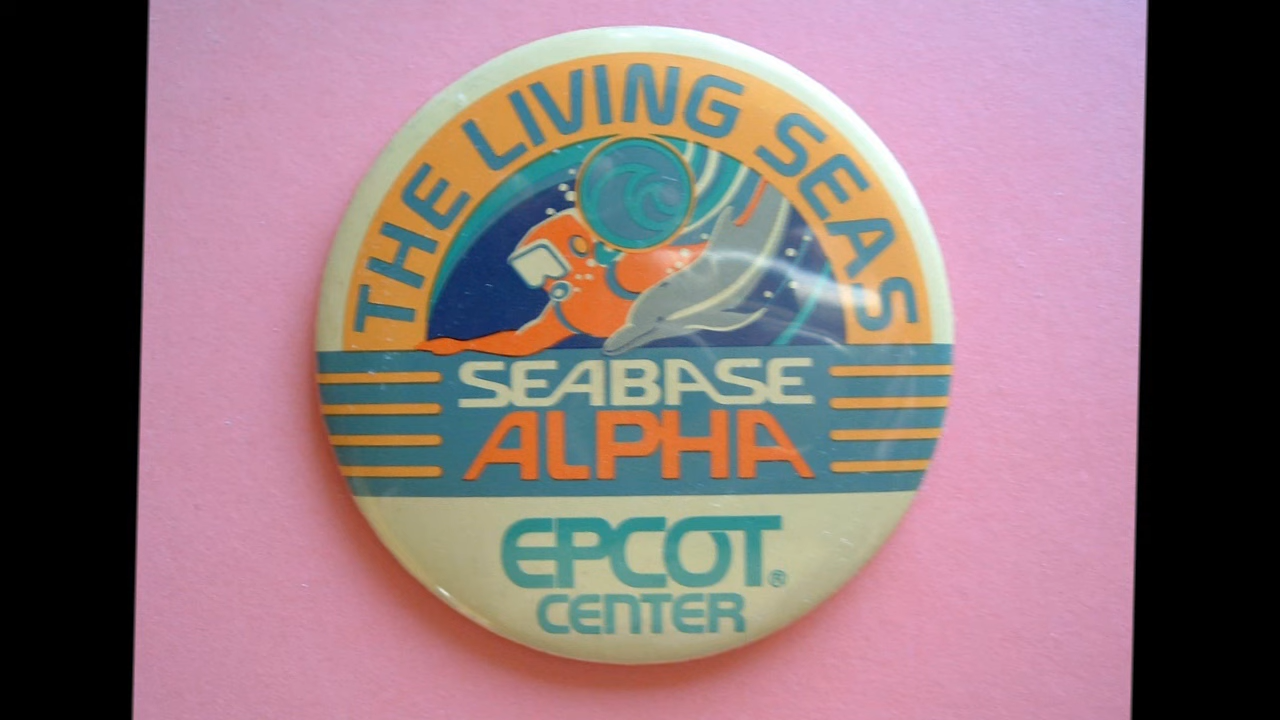 THE LIVING SEAS
SEABASE
ALPHA
EPCOT®
CENTER